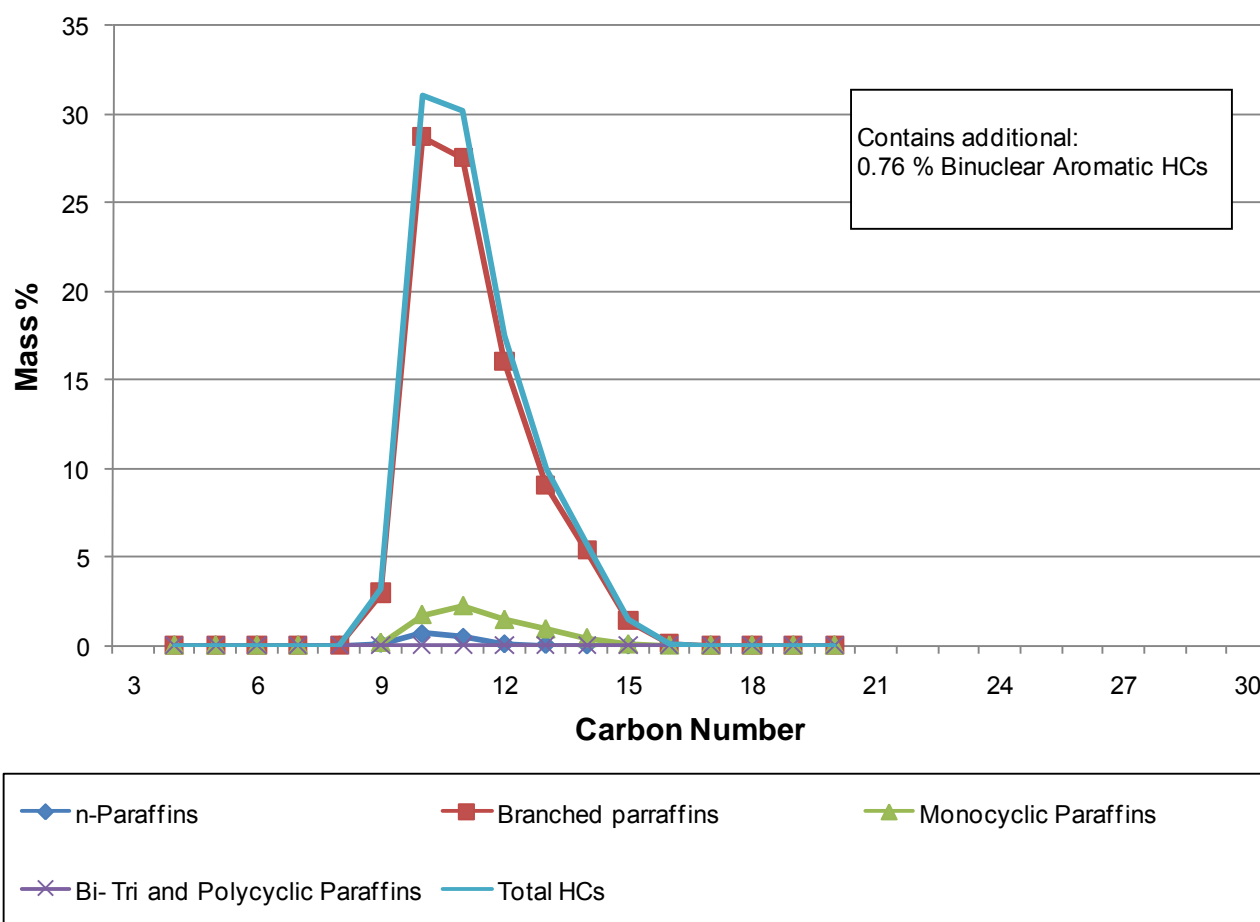 35
30
25
20
15
10
5
0
Mass %
Contains additional:
0.76 % Binuclear Aromatic HCs
3 6 9 12 15 18 21 24 27 30
Carbon Number
n-Paraffins Branched parraffins Monocyclic Paraffins
Bi- Tri and Polycyclic Paraffins Total HCs